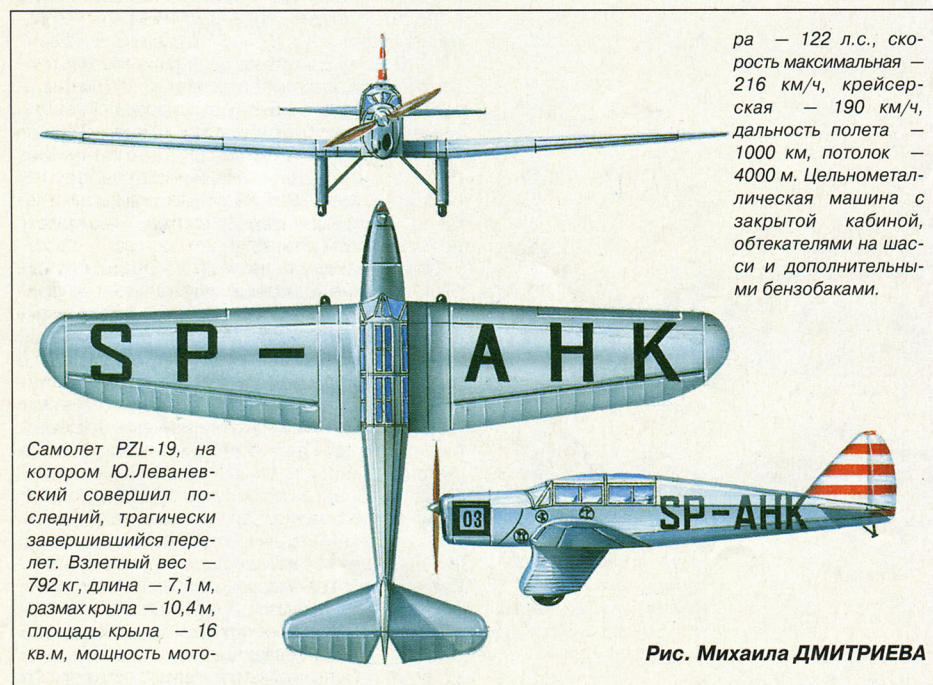 Самолет PZL-19, на
котором Ю.Леванев-
ский совершил по-
следний, трагически
завершившийся пере-
лет. Взлетный вес —
792 кг, длина — 7,1 м,
размах крыла — 10,4 м,
площадь крыла — 16
кв.м, мощность мото-
ра — 122 л.с., ско-
рость максимальная —
216 км/ч, крейсер-
ская — 190 км/ч,
дальность полета —
1000 км, потолок —
4000 м. Цельнометал-
лическая машина с
закрытой кабиной,
обтекателями на шас-
си и дополнительны-
ми бензобаками.
SP-AHK
03
SP-AHK
Рис. Михаила ДМИТРИЕВА